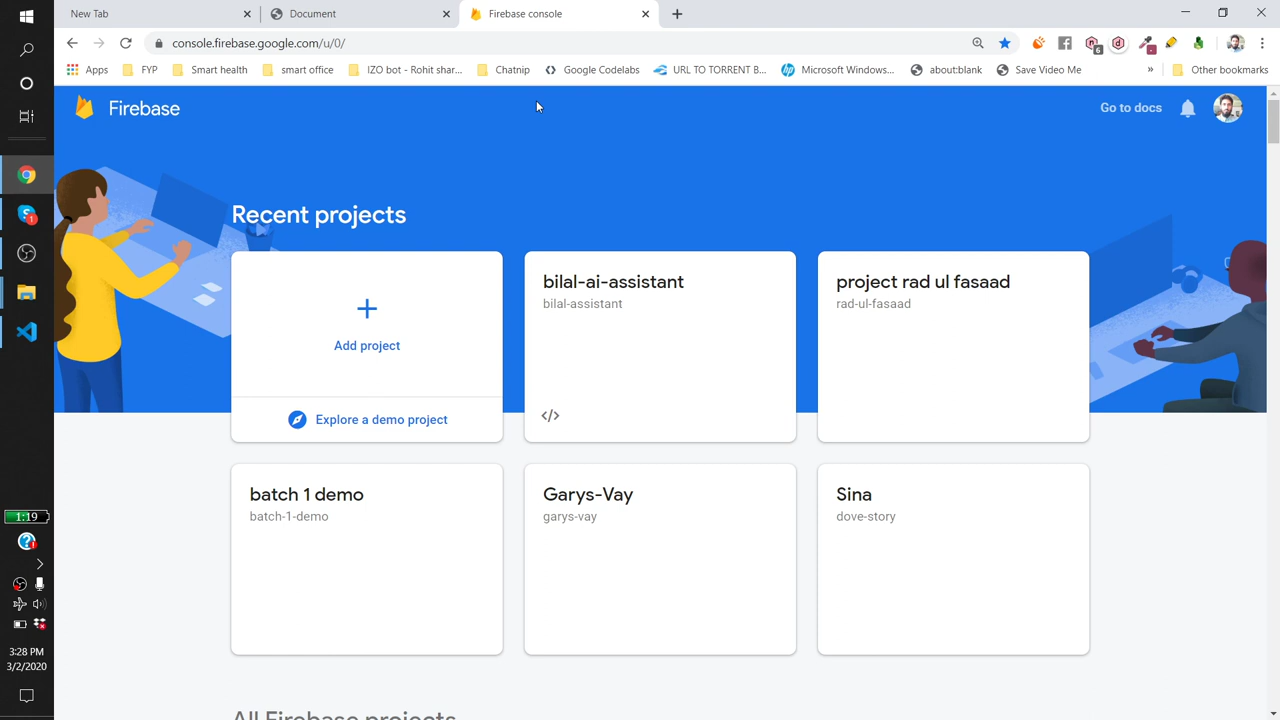 New Tab
Document
Firebase console
console.firebase.google.com/u/0/
6
Apps
FYP
Smart health
smart office
IZO bot - Rohit shar...
Chatnip
Google Codelabs
URL TO TORRENT B...
Microsoft Windows...
about:blank
Save Video Me
»
Other bookmarks
Firebase
Go to docs
Recent projects
Add project
Explore a demo project
bilal-ai-assistant
bilal-assistant
</>
project rad ul fasaad
rad-ul-fasaad
batch 1 demo
batch-1-demo
Garys-Vay
garys-vay
Sina
dove-story
All Firebase projects
1
1:19
3:28 PM
3/2/2020